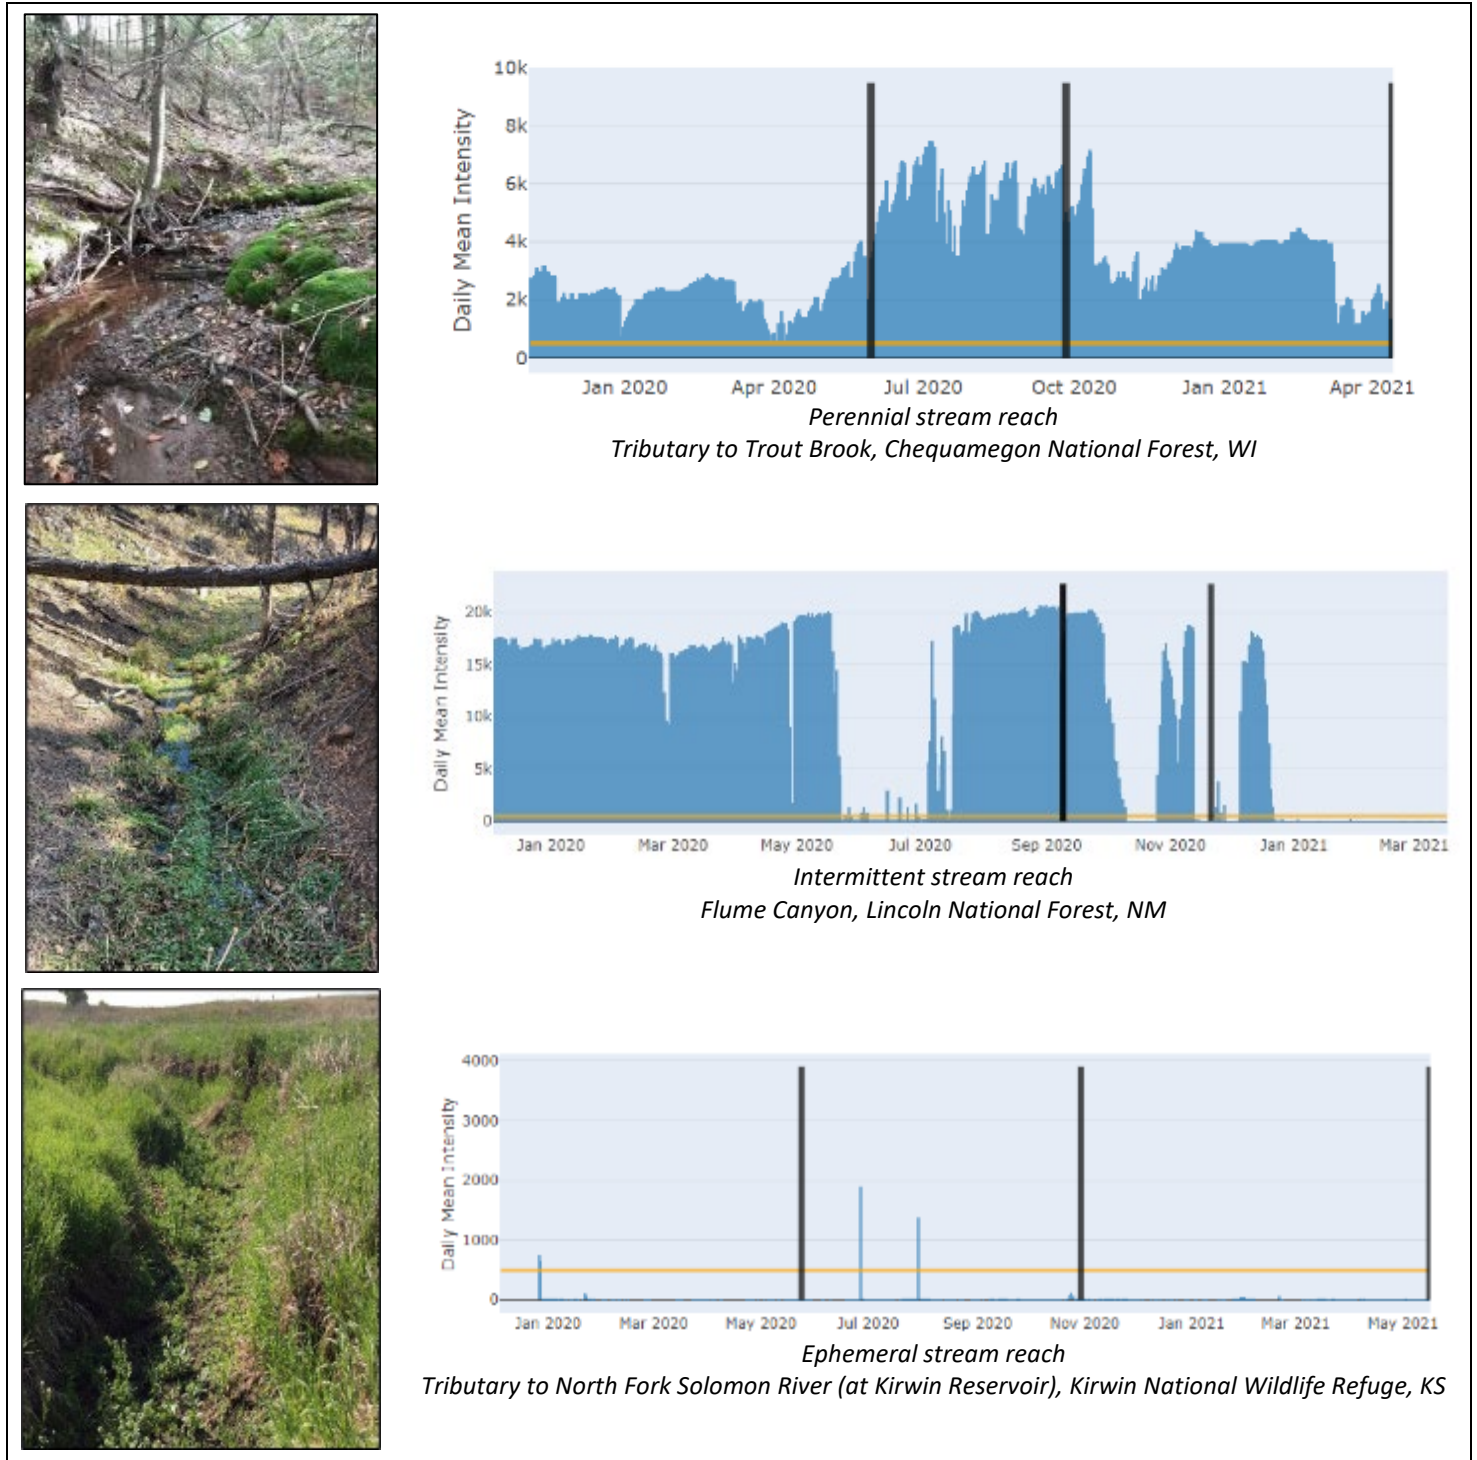 Daily Mean Intensity
10k
8k
6k
4k
2k
0
Jan 2020 Apr 2020 Jul 2020 Oct 2020 Jan 2021 Apr 2021
Perennial stream reach
Tributary to Trout Brook, Chequamegon National Forest, WI
Daily Mean Intensity
20k
15k
10k
5k
0
Jan 2020 Mar 2020 May 2020 Jul 2020 Sep 2020 Nov 2020 Jan 2021 Mar 2021
Intermittent stream reach
Flume Canyon, Lincoln National Forest, NM
Daily Mean Intensity
4000
3000
2000
1000
0
Jan 2020 Mar 2020 May 2020 Jul 2020 Sep 2020 Nov 2020 Jan 2021 Mar 2021 May 2021
Ephemeral stream reach
Tributary to North Fork Solomon River (at Kirwin Reservoir), Kirwin National Wildlife Refuge, KS